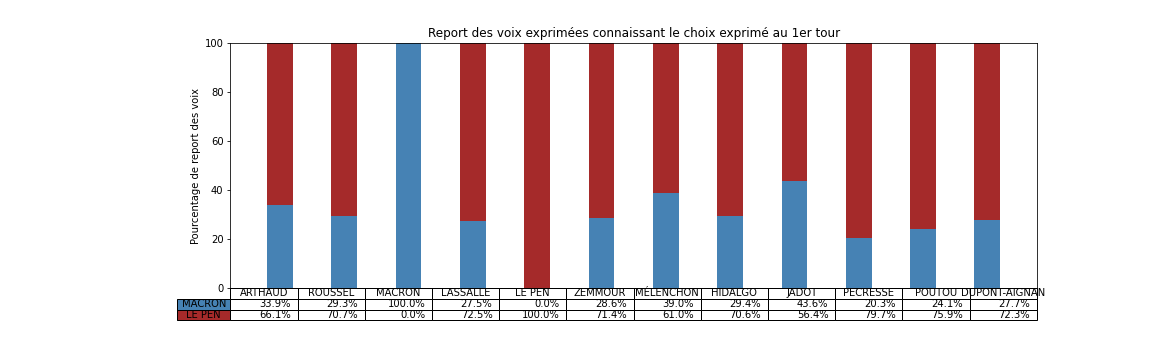 Report des voix exprimées connaissant le choix exprimé au 1er tour
Pourcentage de report des voix
100
80
60
40
20
0
ARTHAUD ROUSSEL MACRON LASSALLE LE PEN ZEMMOUR MÉLENCHON HIDALGO JADOT PÉCRESSE POUTOU DUPONT-AIGNAN
MACRON 33.9% 29.3% 100.0% 27.5% 0.0% 28.6% 39.0% 29.4% 43.6% 20.3% 24.1% 27.7%
LE PEN 66.1% 70.7% 0.0% 72.5% 100.0% 71.4% 61.0% 70.6% 56.4% 79.7% 75.9% 72.3%